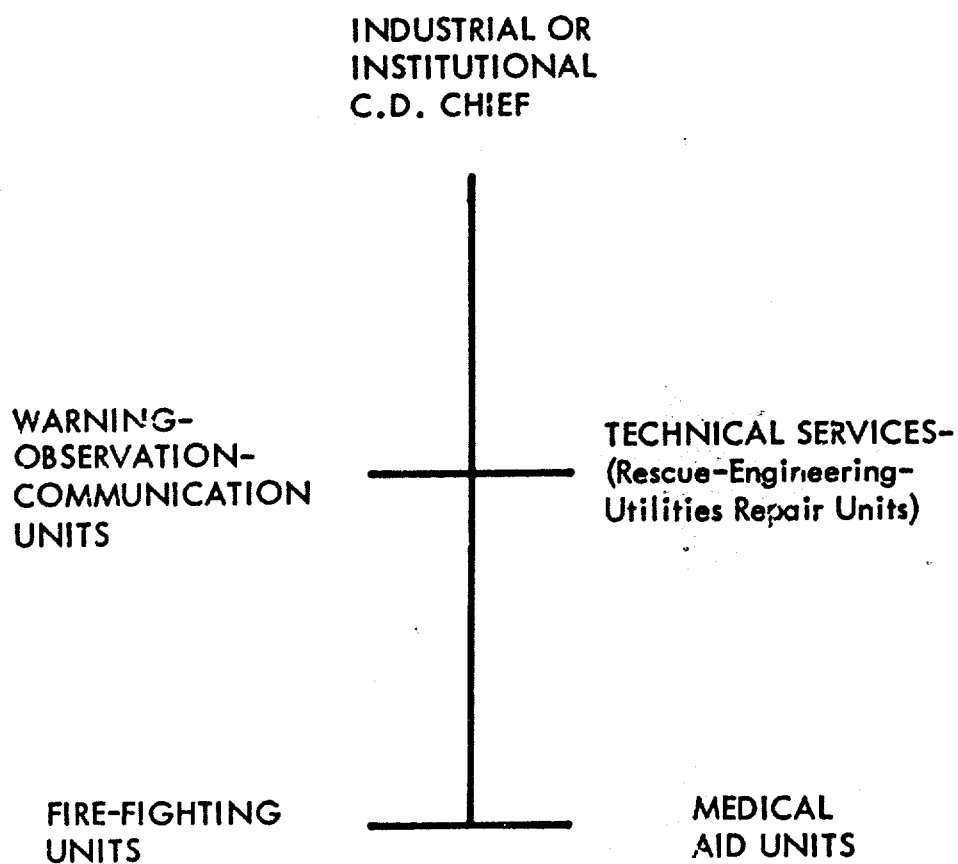 INDUSTRIAL OR
INSTITUTIONAL
C.D. CHIEF
WARNING-
OBSERVATION-
COMMUNICATION
UNITS
TECHNICAL SERVICES-
(Rescue-Engineering-
Utilities Repair Units)
FIRE-FIGHTING
UNITS
MEDICAL
AID UNITS